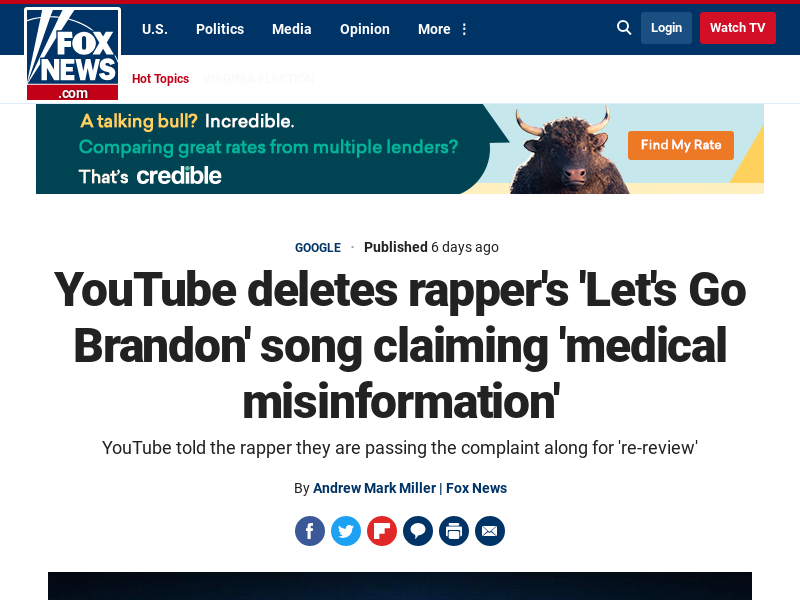 U.S. Politics Media Opinion More Login Watch TV
FOX
NEWS
.com
Hot Topics VIRGINIA ELECTION
A talking bull? Incredible.
Comparing great rates from multiple lenders?
That's credible
Find My Rate
GOOGLE · Published 6 days ago
YouTube deletes rapper's 'Let's Go
Brandon' song claiming 'medical
misinformation'
YouTube told the rapper they are passing the complaint along for 're-review'
By Andrew Mark Miller | Fox News